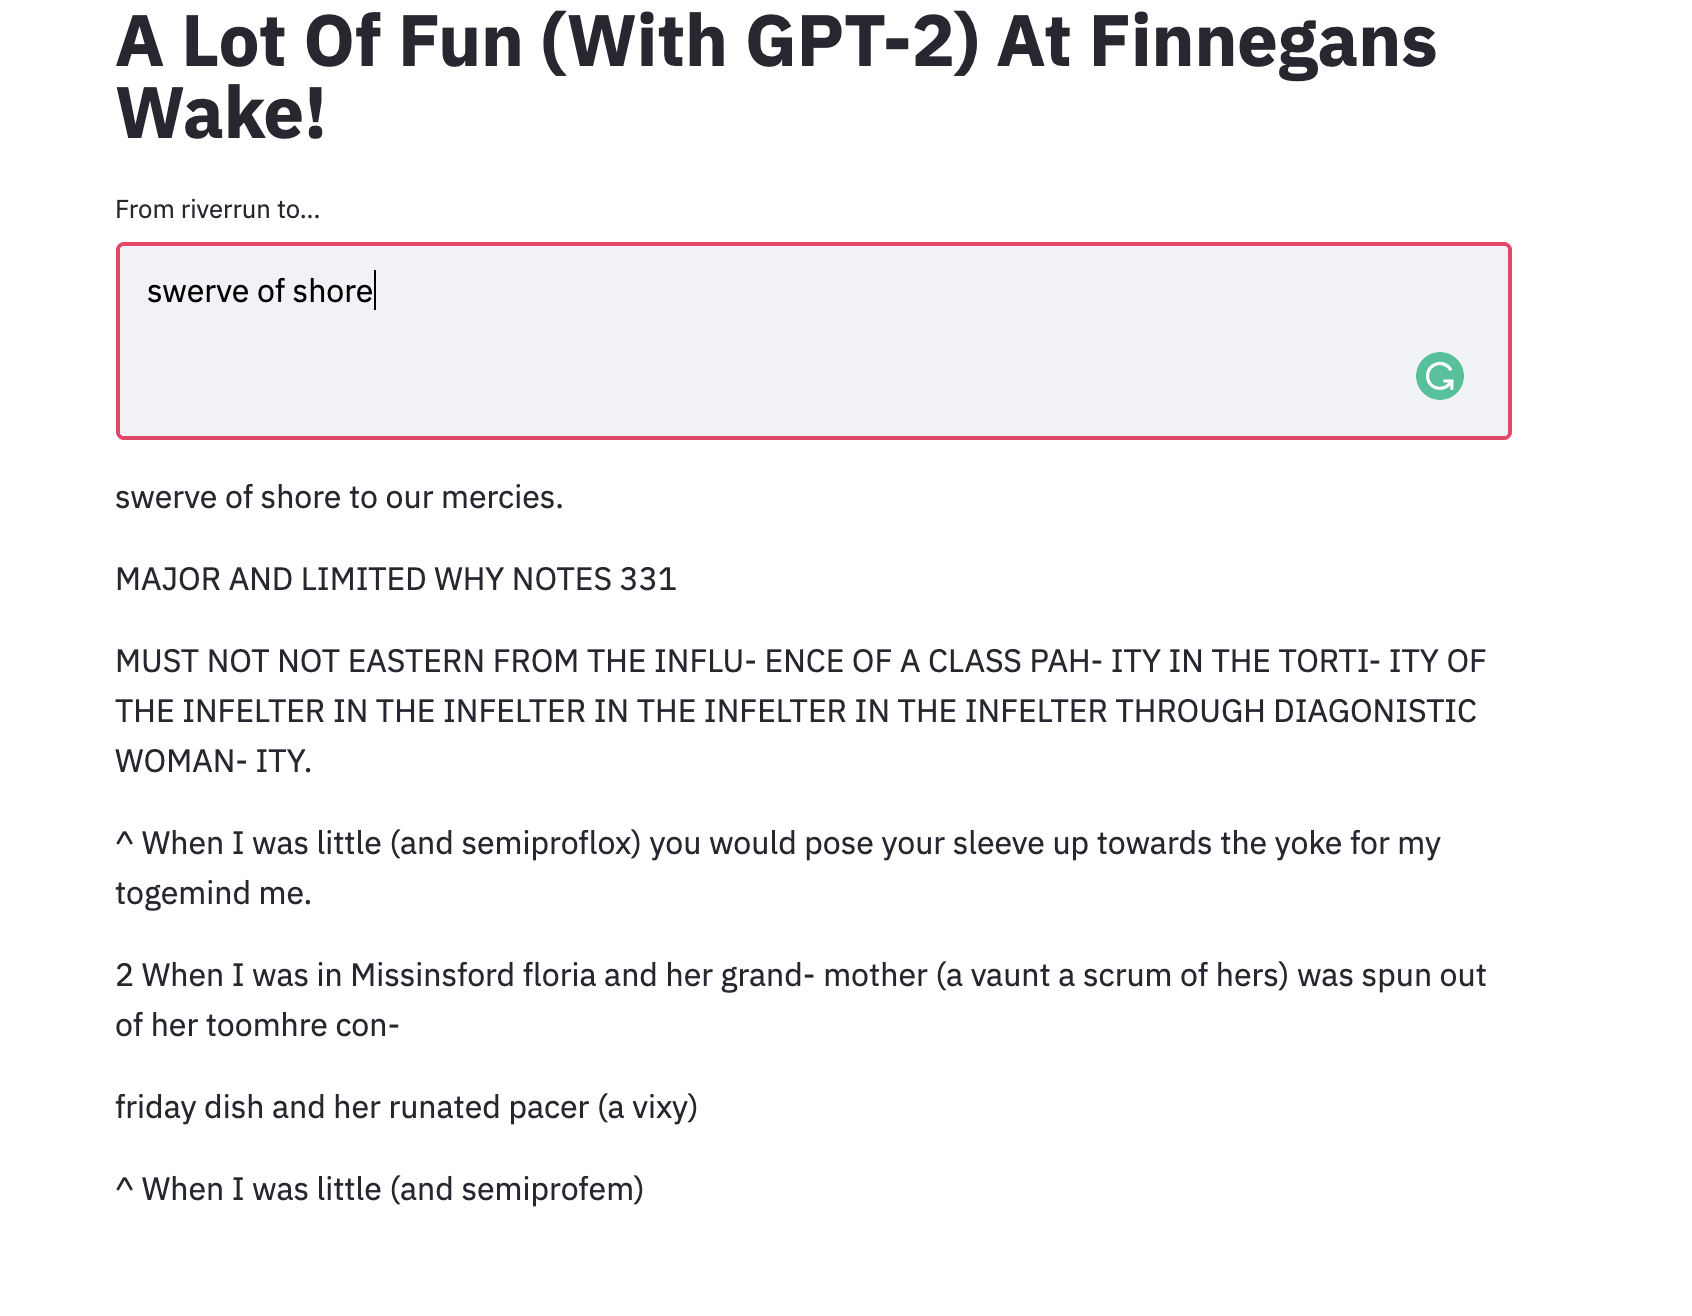 A Lot Of Fun (With GPT-2) At Finnegans
Wake!
From riverrun to...
swerve of shore
swerve of shore to our mercies.
MAJOR AND LIMITED WHY NOTES 331
MUST NOT NOT EASTERN FROM THE INFLU- ENCE OF A CLASS PAH- ITY IN THE TORTI- ITY OF
THE INFELTER IN THE INFELTER IN THE INFELTER IN THE INFELTER THROUGH DIAGONISTIC
WOMAN- ITY.
^ When I was little (and semiproflox) you would pose your sleeve up towards the yoke for my
togemind me.
2 When I was in Missinsford floria and her grand- mother (a vaunt a scrum of hers) was spun out
of her toomhre con-
friday dish and her runated pacer (a vixy)
^ When I was little (and semiprofem)